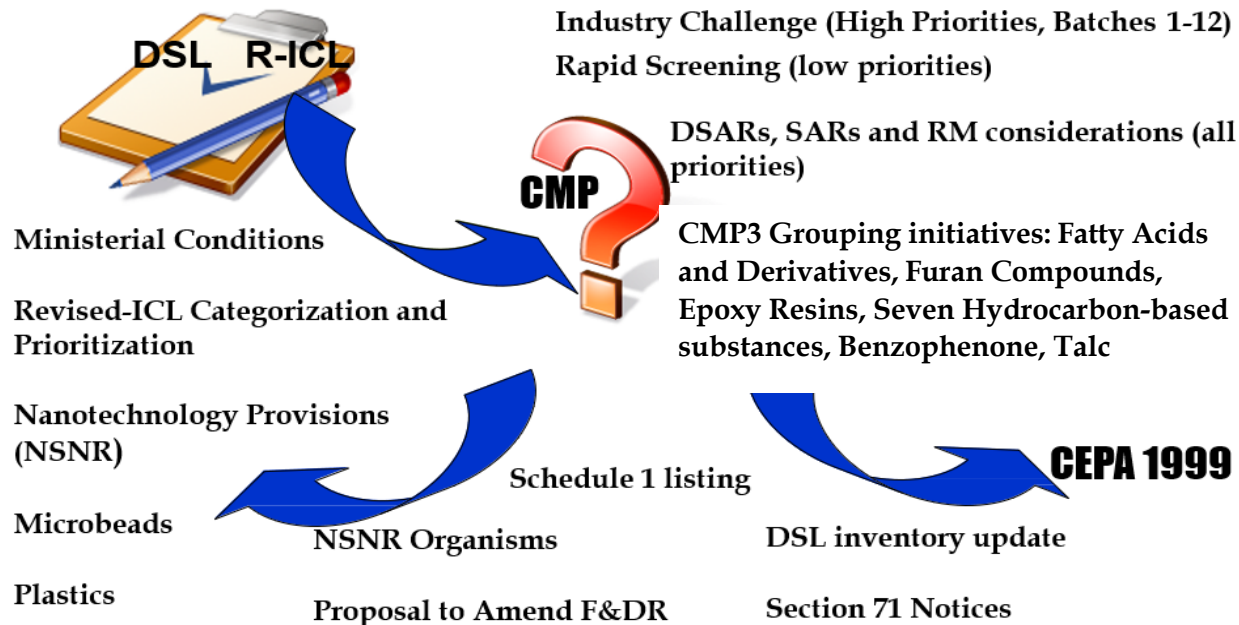 DSL R-ICL
Industry Challenge (High Priorities, Batches 1-12)
Rapid Screening (low priorities)
DSARs, SARs and RM considerations (all
priorities)
CMP
CMP3 Grouping initiatives: Fatty Acids
and Derivatives, Furan Compounds,
Epoxy Resins, Seven Hydrocarbon-based
substances, Benzophenone, Talc
Ministerial Conditions
Revised-ICL Categorization and
Prioritization
Nanotechnology Provisions
(NSNR)
Microbeads
Plastics
Schedule 1 listing
NSNR Organisms
Proposal to Amend F&DR
CEPA 1999
DSL inventory update
Section 71 Notices